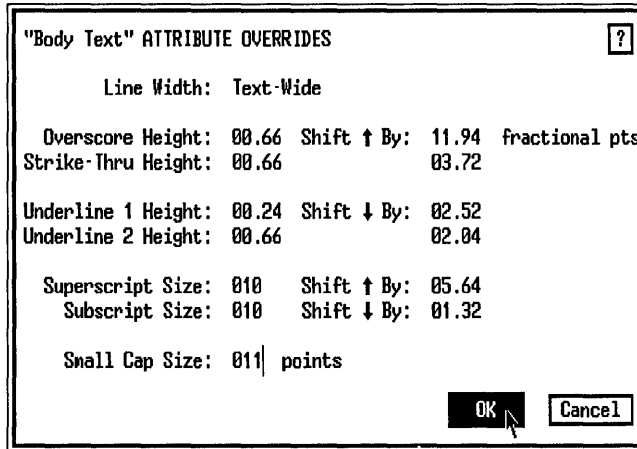 "Body Text" ATTRIBUTE OVERRIDES ?
Line Width: Text-Wide
Overscore Height: 00.66 Shift ↑ By: 11.94 fractional pts
Strike-Thru Height: 00.66 03.72
Underline 1 Height: 00.24 Shift ↓ By: 02.52
Underline 2 Height: 00.66 02.04
Superscript Size: 010 Shift ↑ By: 05.64
Subscript Size: 010 Shift ↓ By: 01.32
Small Cap Size: 011 points
OK Cancel